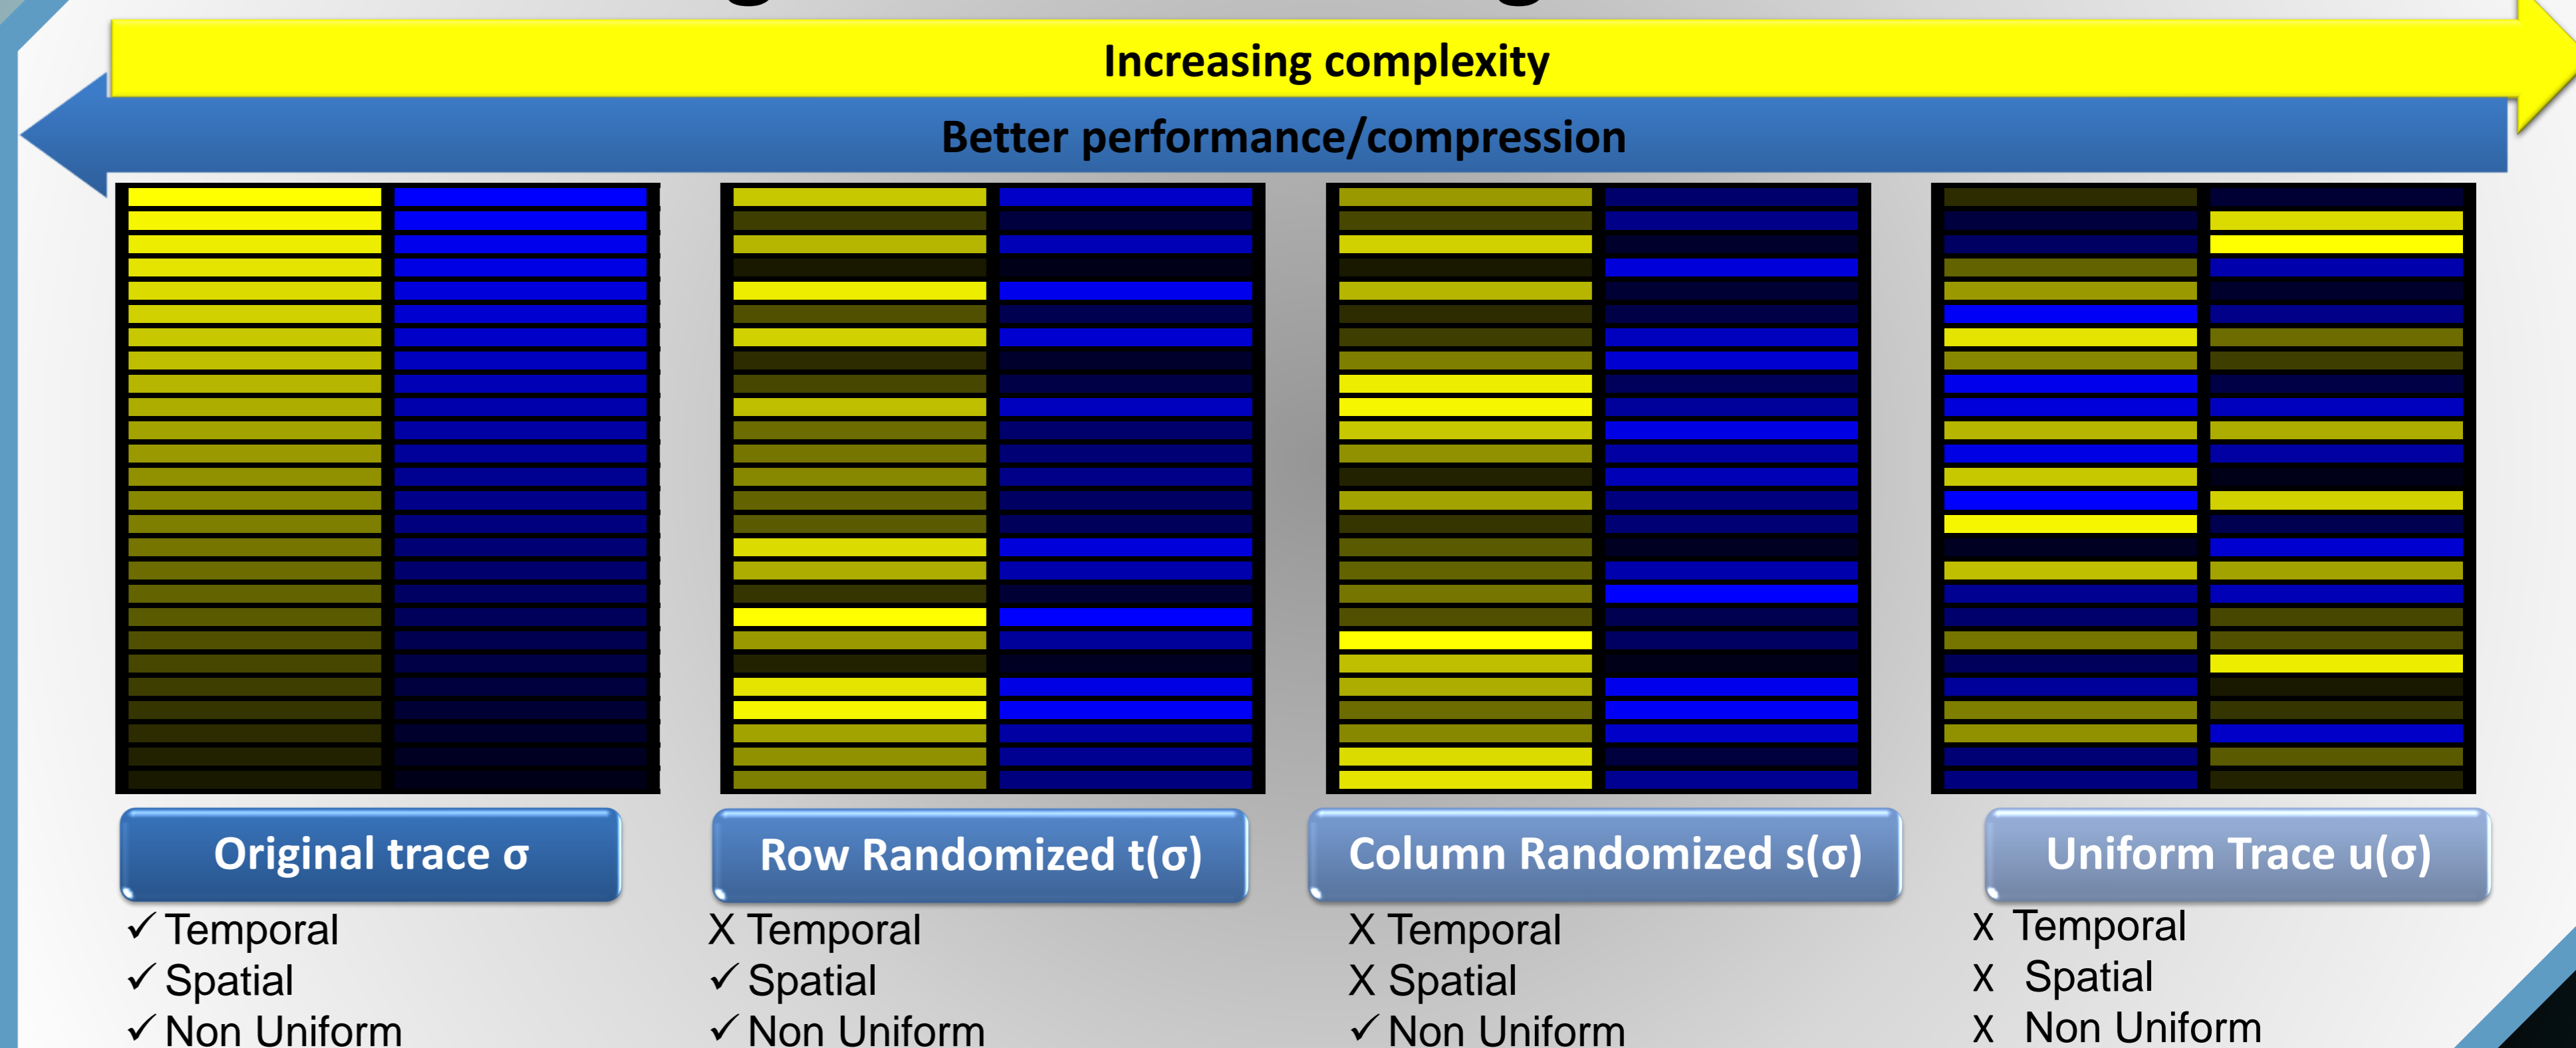 Increasing complexity
Better performance/compression
Original trace σ
✓ Temporal
✓ Spatial
✓ Non Uniform
Row Randomized t(σ)
X Temporal
✓ Spatial
✓ Non Uniform
Column Randomized s(σ)
X Temporal
X Spatial
✓ Non Uniform
Uniform Trace u(σ)
X Temporal
X Spatial
X Non Uniform